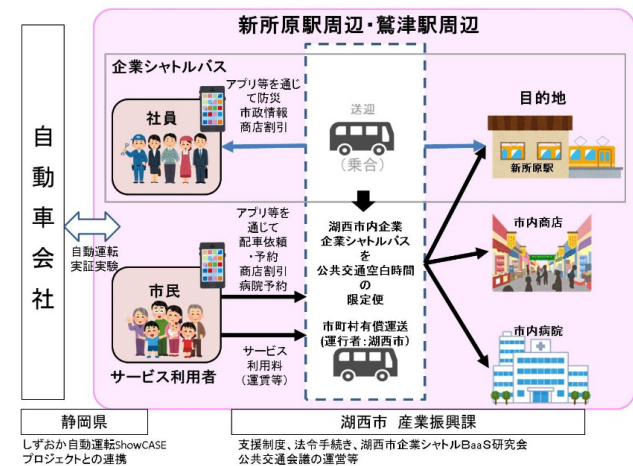 新所原駅周辺・鷲津駅周辺
企業シャトルバス
アプリ等を通じ
て防災
市政情報
商店割引
社員
送迎
(乗合)
目的地
新所原駅
自動車会社
自動運転
実証実験
アプリ等を
通じて
配車依頼
・予約
商店割引
病院予約
湖西市内企業
企業シャトルバス
を
公共交通空白時間
の
限定便
市内商店
市民
市町村有償運送
(運行者:湖西市)
市内病院
サービス利用者
サービス
利用料
(運賃等)
静岡県
湖西市 産業振興課
しずおか自動運転ShowCASE
プロジェクトとの連携
支援制度、法令手続き、湖西市企業シャトルBaaS研究会
公共交通会議の運営等